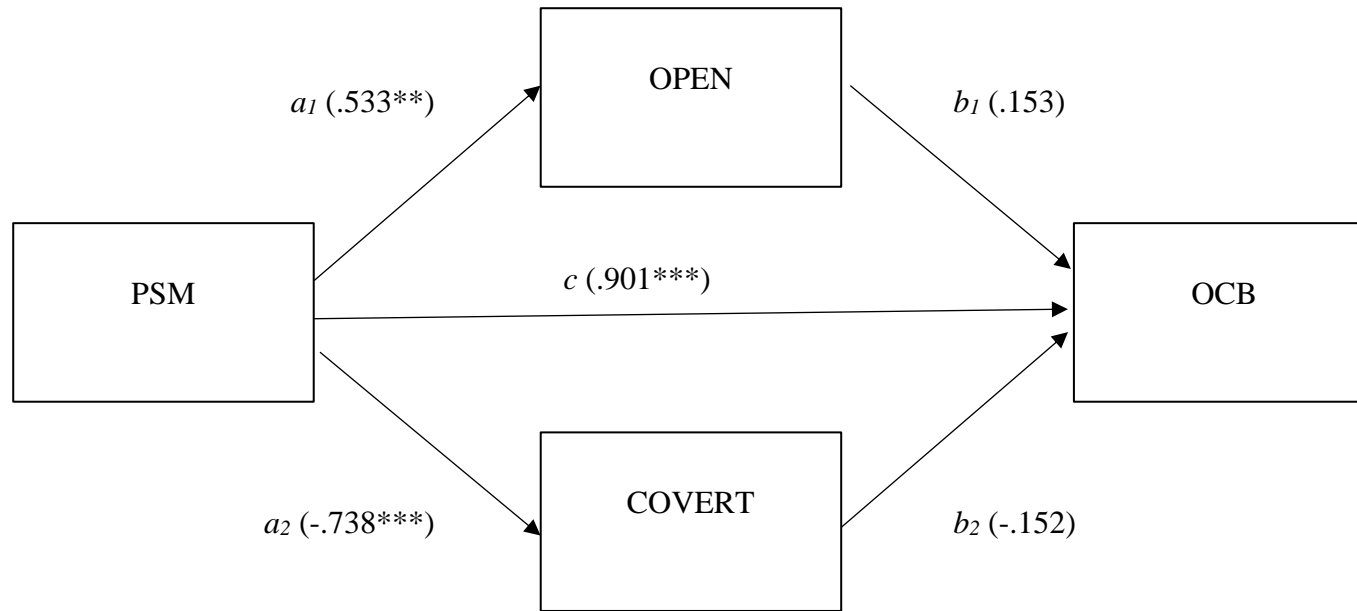 OPEN
a1 (.533**)
b1 (.153)
PSM
c (.901***)
OCB
COVERT
a2 (-.738***)
b2 (-.152)